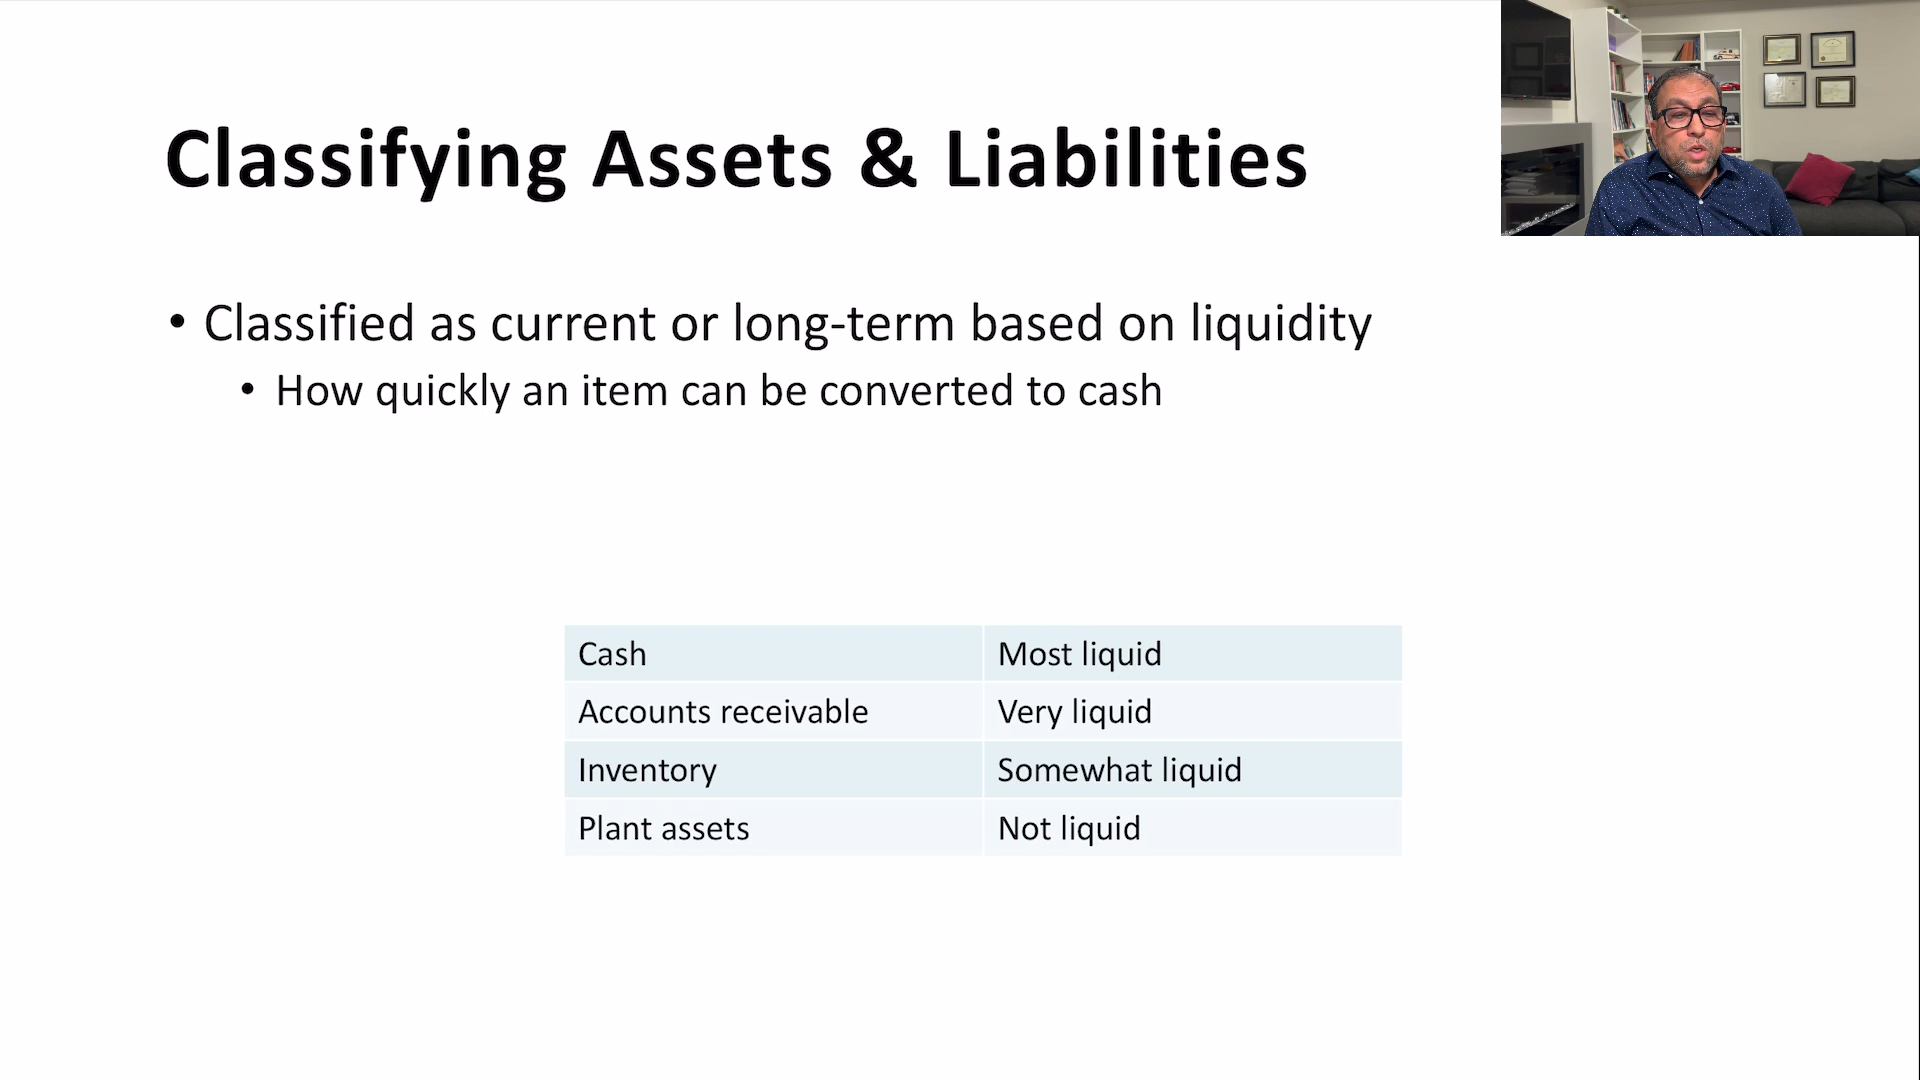 Classifying Assets & Liabilities
• Classified as current or long-term based on liquidity
• How quickly an item can be converted to cash
Cash Most liquid
Accounts receivable Very liquid
Inventory Somewhat liquid
Plant assets Not liquid